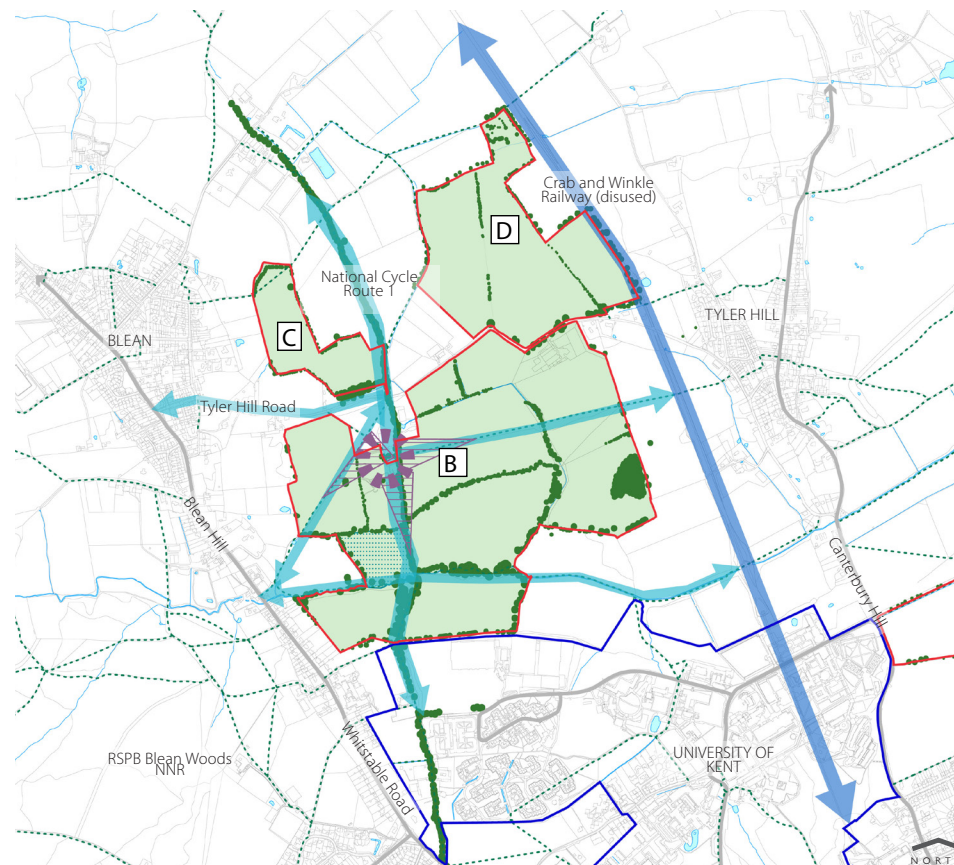 Crab and Winkle
Railway (disused)
D
National Cycle
Route 1
TYLER HILL
C
BLEAN
Tyler Hill Road
B
Blean Hill
Canterbury Hill
Whitstable Road
RSPB Blean Woods
NNR
UNIVERSITY OF
KENT
NORT